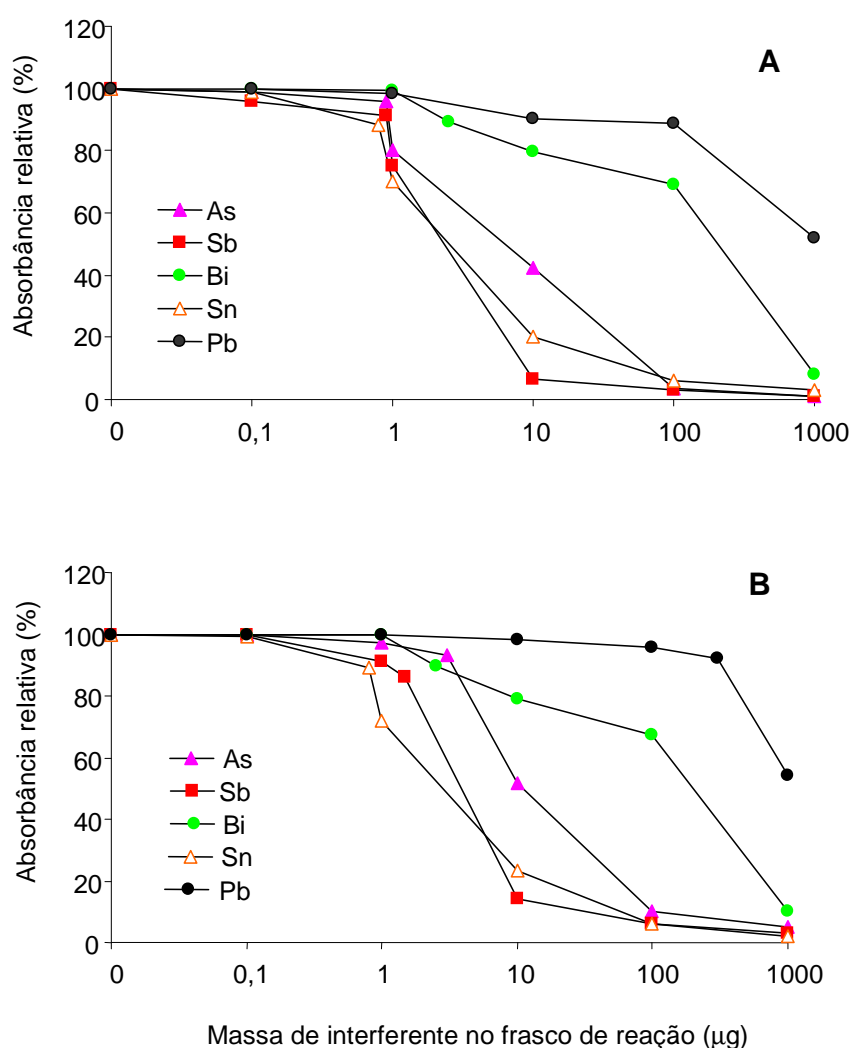 A
Absorbância relativa (%)
120
100
80
60
40
20
0
As
Sb
Bi
Sn
Pb
0 0,1 1 10 100 1000
B
Absorbância relativa (%)
120
100
80
60
40
20
0
As
Sb
Bi
Sn
Pb
0 0,1 1 10 100 1000
Massa de interferente no frasco de reação (µg)